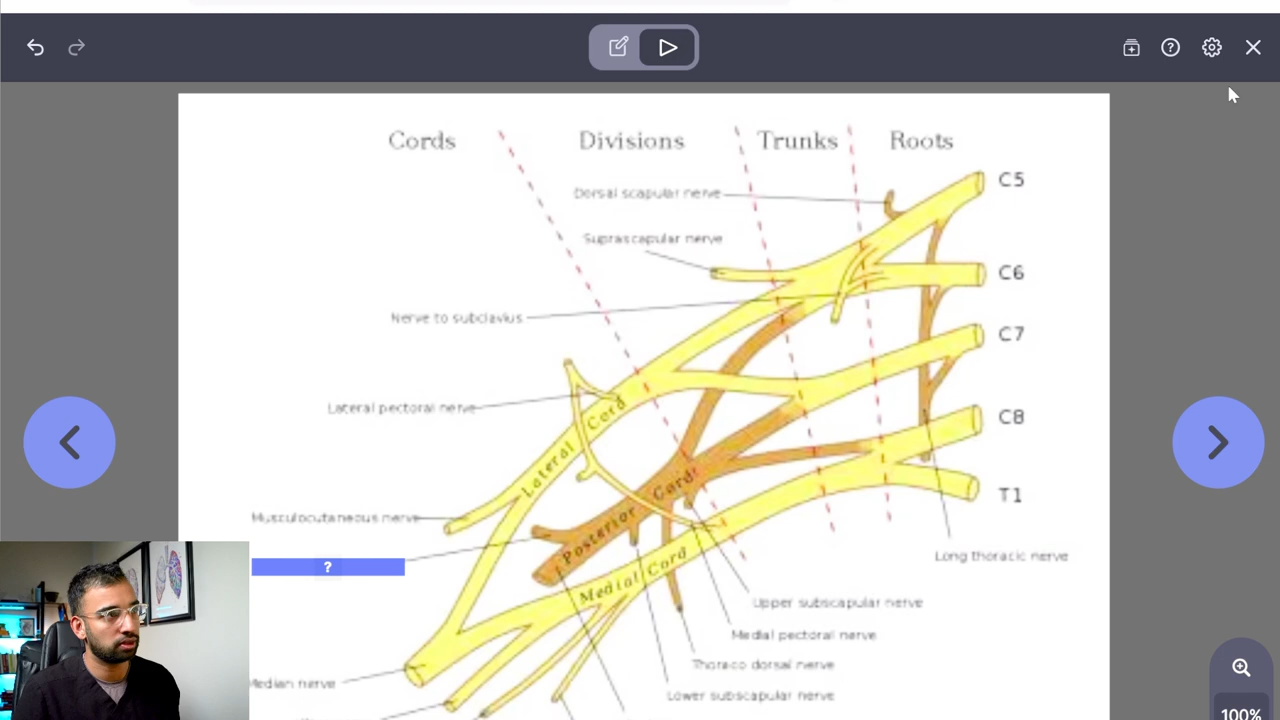 Cords Divisions Trunks Roots
C5
Dorsal scapular nerve
Suprascapular nerve
C6
Nerve to subclavius
C7
Lateral pectoral nerve
Lateral Cord
C8
Posterior Cord
T1
Musculocutaneous nerve
Long thoracic nerve
?
Medial Cord
Upper subscapular nerve
Medial pectoral nerve
Thoraco dorsal nerve
Median nerve
Lower subscapular nerve
100%